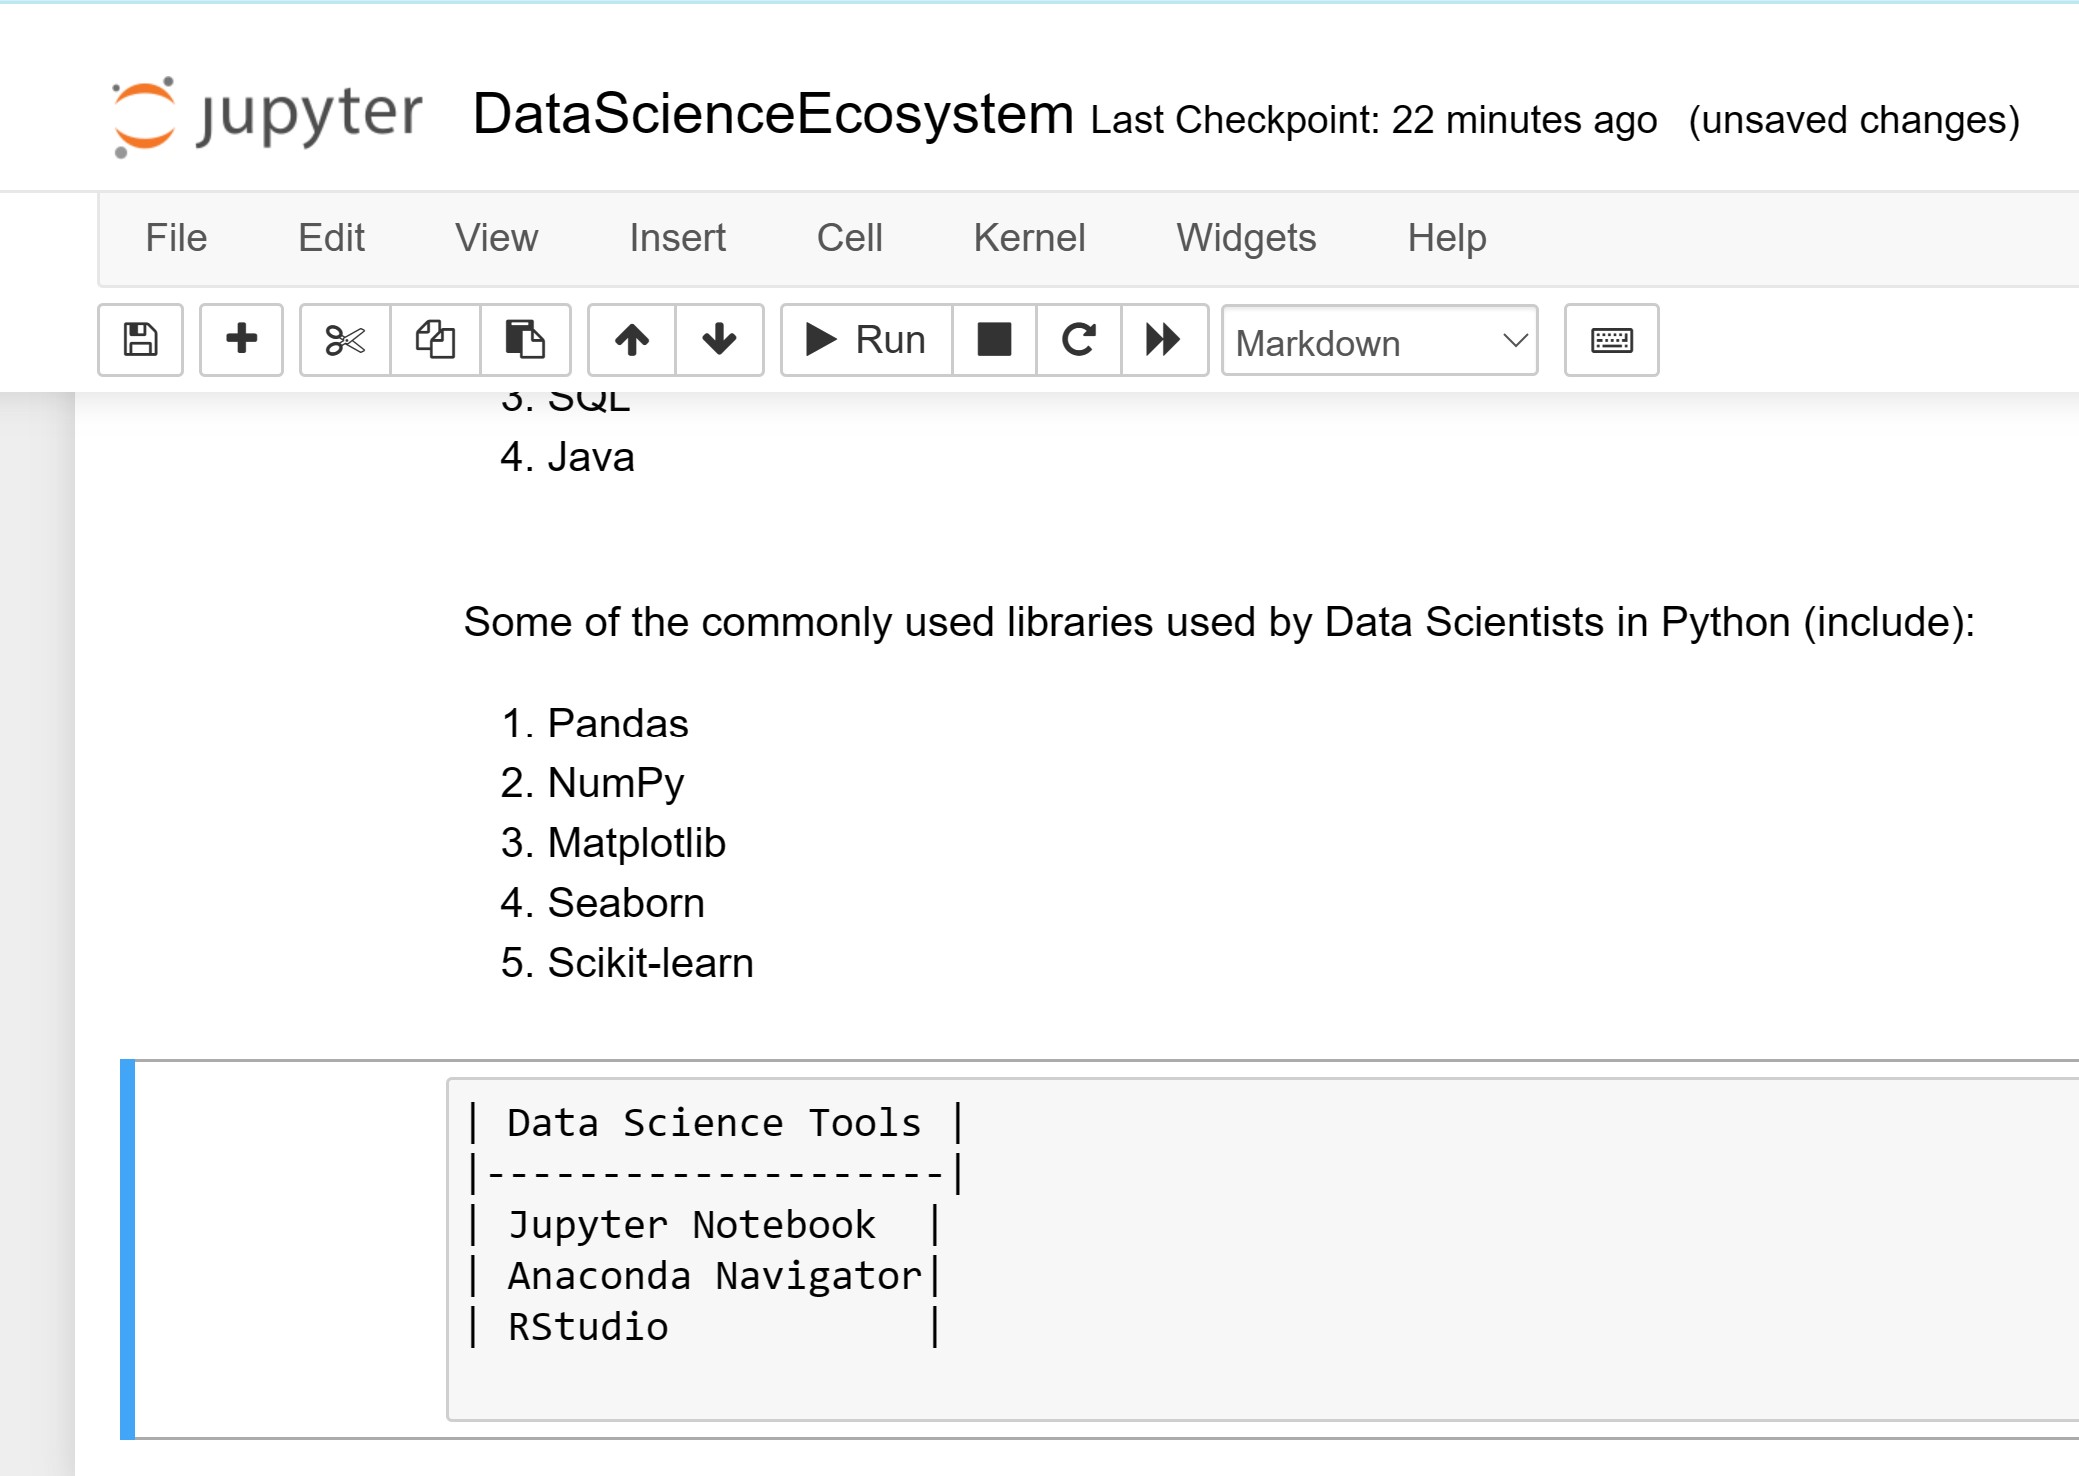 jupyter DataScienceEcosystem Last Checkpoint: 22 minutes ago (unsaved changes)
File Edit View Insert Cell Kernel Widgets Help
Run Markdown
3. SQL
4. Java
Some of the commonly used libraries used by Data Scientists in Python (include):
1. Pandas
2. NumPy
3. Matplotlib
4. Seaborn
5. Scikit-learn
| Data Science Tools |
|--------------------|
| Jupyter Notebook  |
| Anaconda Navigator|
| RStudio           |